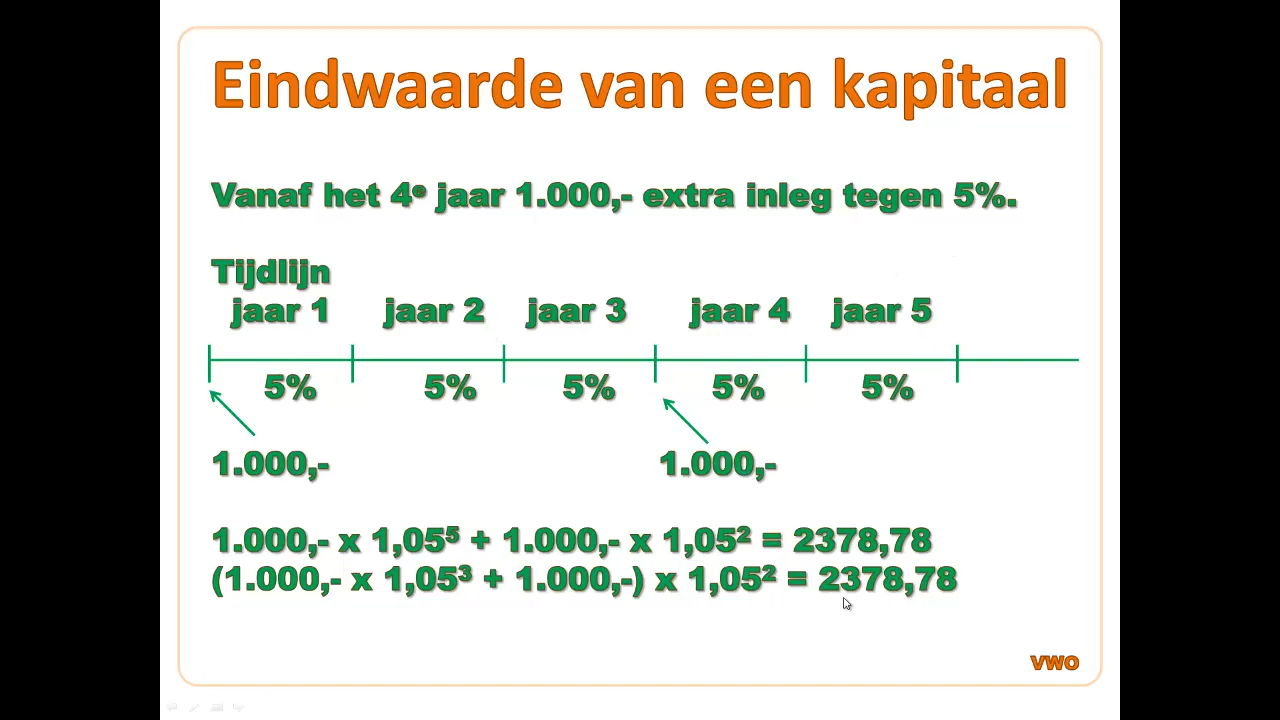 Eindwaarde van een kapitaal
Vanaf het 4ᵉ jaar 1.000,- extra inleg tegen 5%.
Tijdlijn
jaar 1 jaar 2 jaar 3 jaar 4 jaar 5
5% 5% 5% 5% 5%
1.000,- 1.000,-
1.000,- x 1,05⁵ + 1.000,- x 1,05² = 2378,78
(1.000,- x 1,05³ + 1.000,-) x 1,05² = 2378,78
VWO